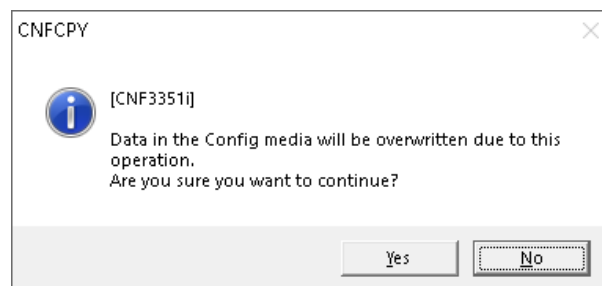 CNFCPY
[CNF3351i]
Data in the Config media will be overwritten due to this
operation.
Are you sure you want to continue?
Yes
No